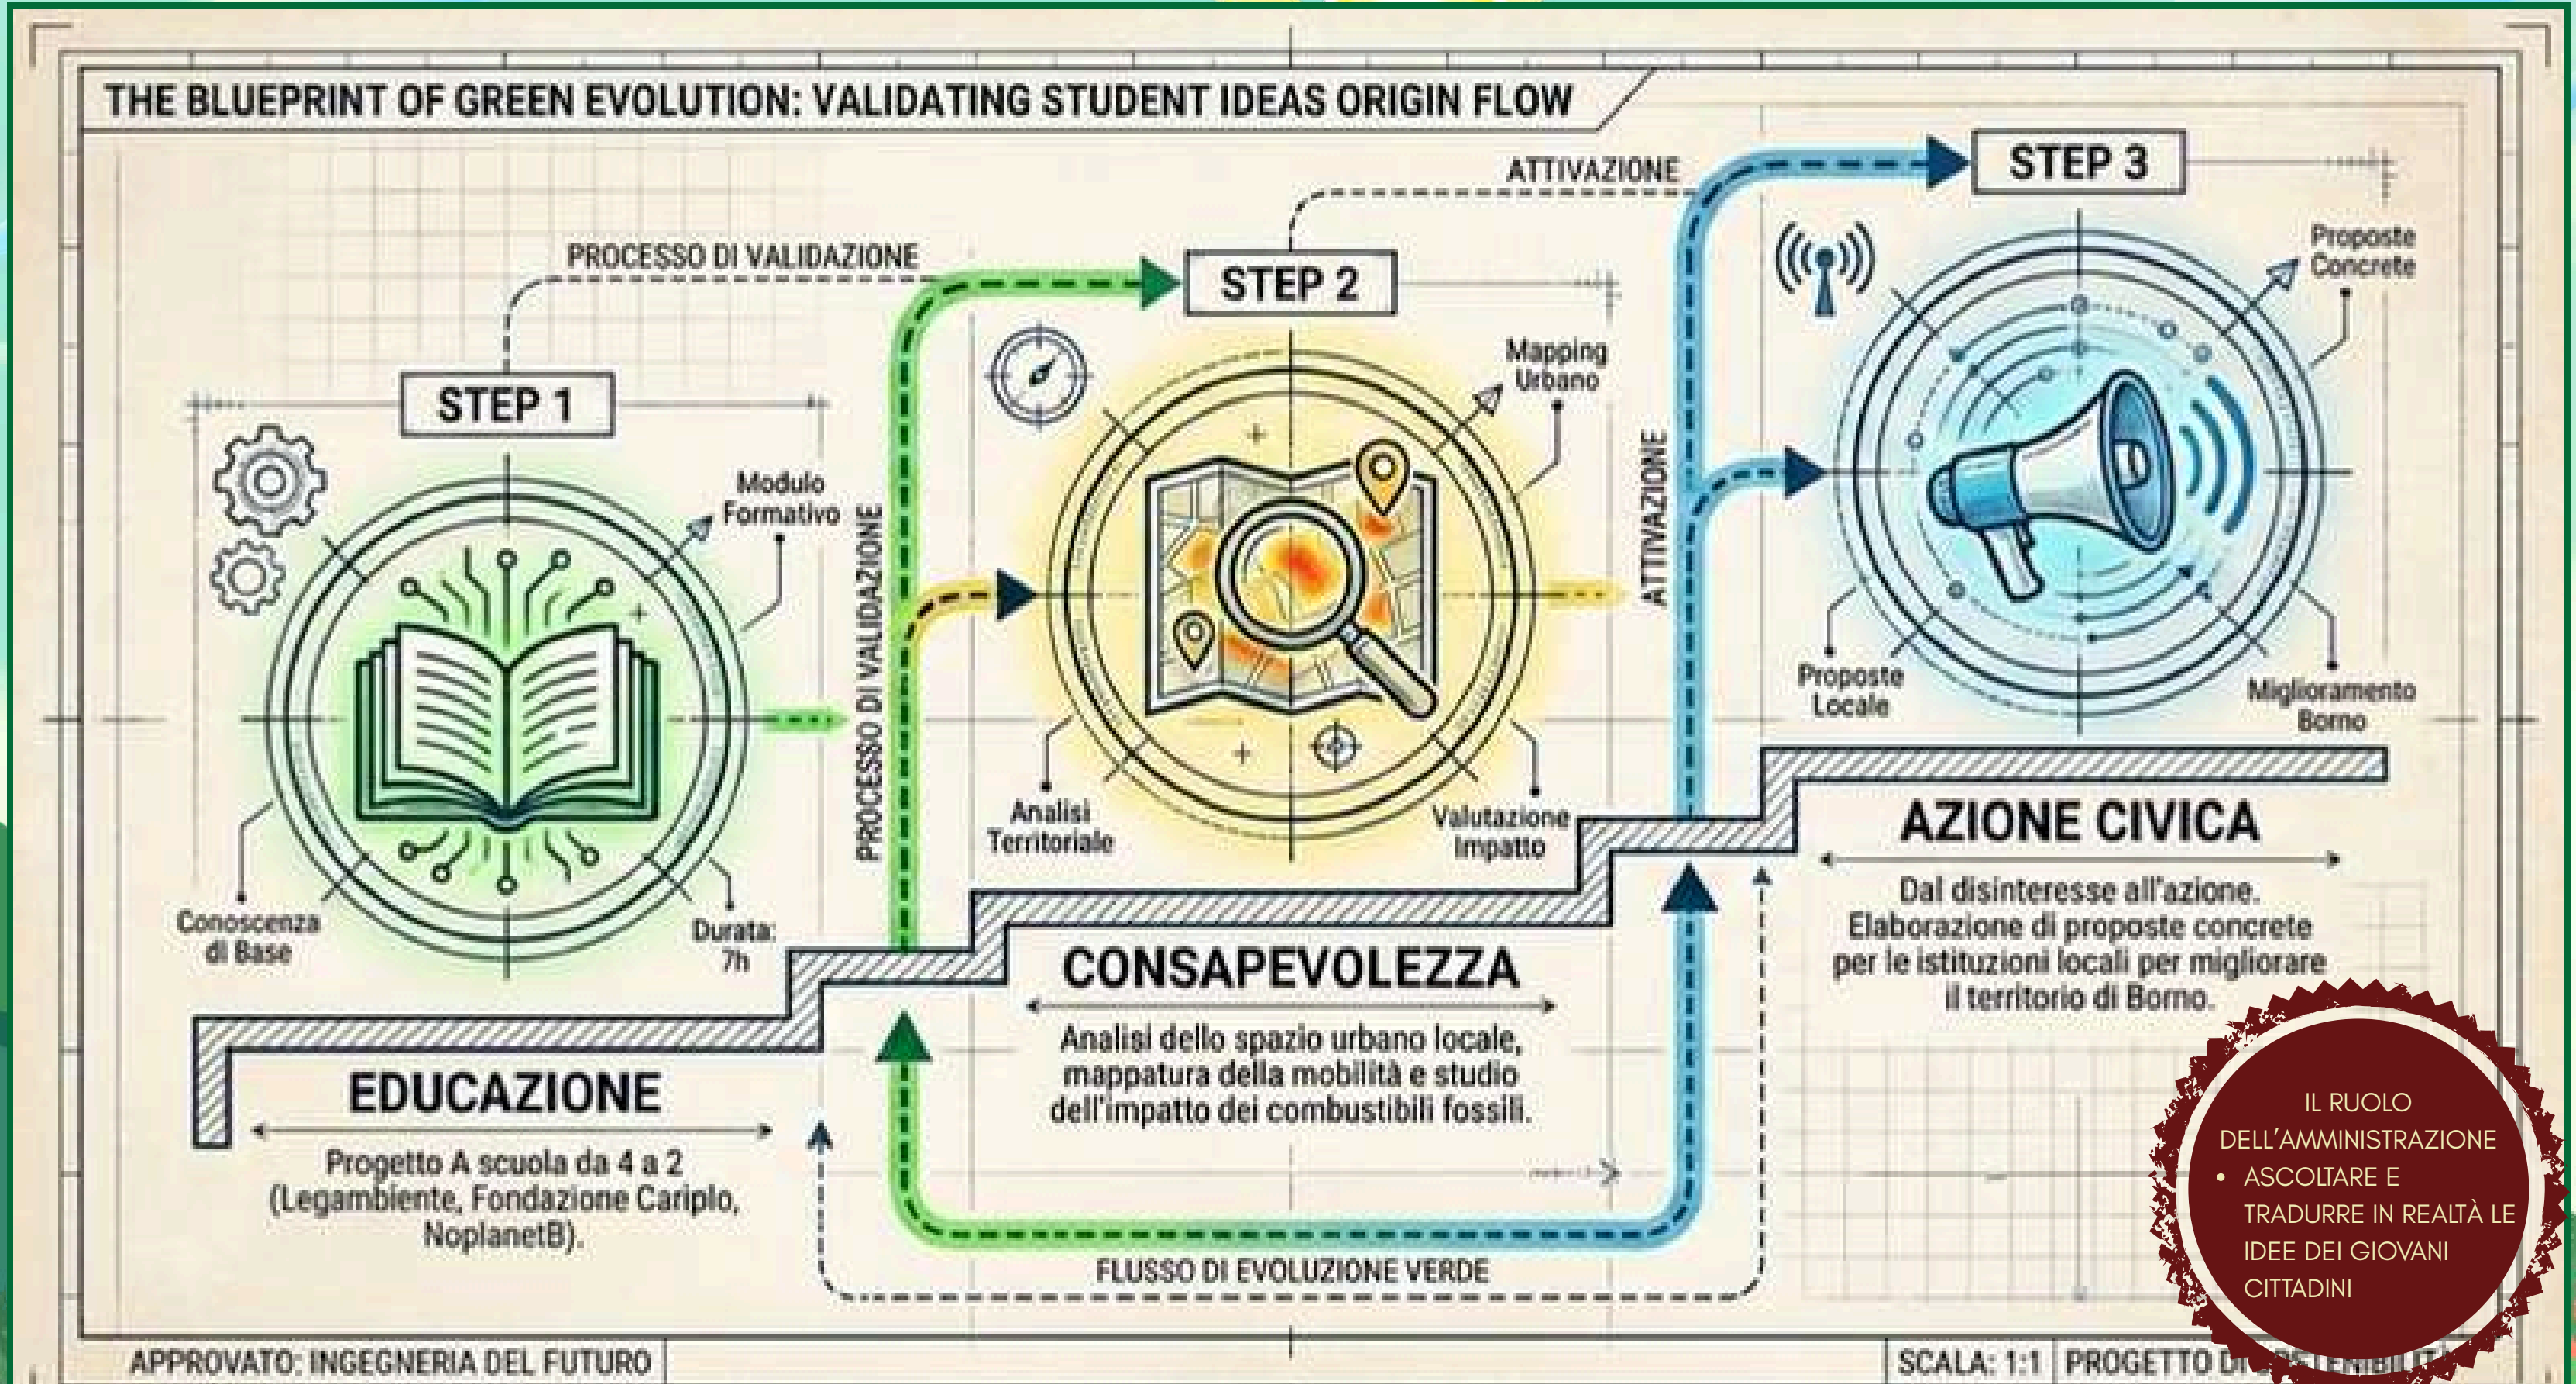 THE BLUEPRINT OF GREEN EVOLUTION: VALIDATING STUDENT IDEAS ORIGIN FLOW
STEP 1
PROCESSO DI VALIDAZIONE
Modulo
Formativo
Conoscenza
di Base
Durata:
7h
EDUCAZIONE
Progetto A scuola da 4 a 2
(Legambiente, Fondazione Cariplo,
NoplanetB).
PROCESSO DI VALIDAZIONE
STEP 2
ATTIVAZIONE
Mapping
Urbano
Analisi
Territoriale
Valutazione
Impatto
CONSAPEVOLEZZA
Analisi dello spazio urbano locale,
mappatura della mobilità e studio
dell'impatto dei combustibili fossili.
FLUSSO DI EVOLUZIONE VERDE
ATTIVAZIONE
STEP 3
Proposte
Concrete
Proposte
Locale
Miglioramento
Borno
AZIONE CIVICA
Dal disinteresse all'azione.
Elaborazione di proposte concrete
per le istituzioni locali per migliorare
il territorio di Borno.
IL RUOLO
DELL'AMMINISTRAZIONE
• ASCOLTARE E
TRADURRE IN REALTÀ LE
IDEE DEI GIOVANI
CITTADINI
APPROVATO: INGEGNERIA DEL FUTURO
SCALA: 1:1
PROGETTO DI